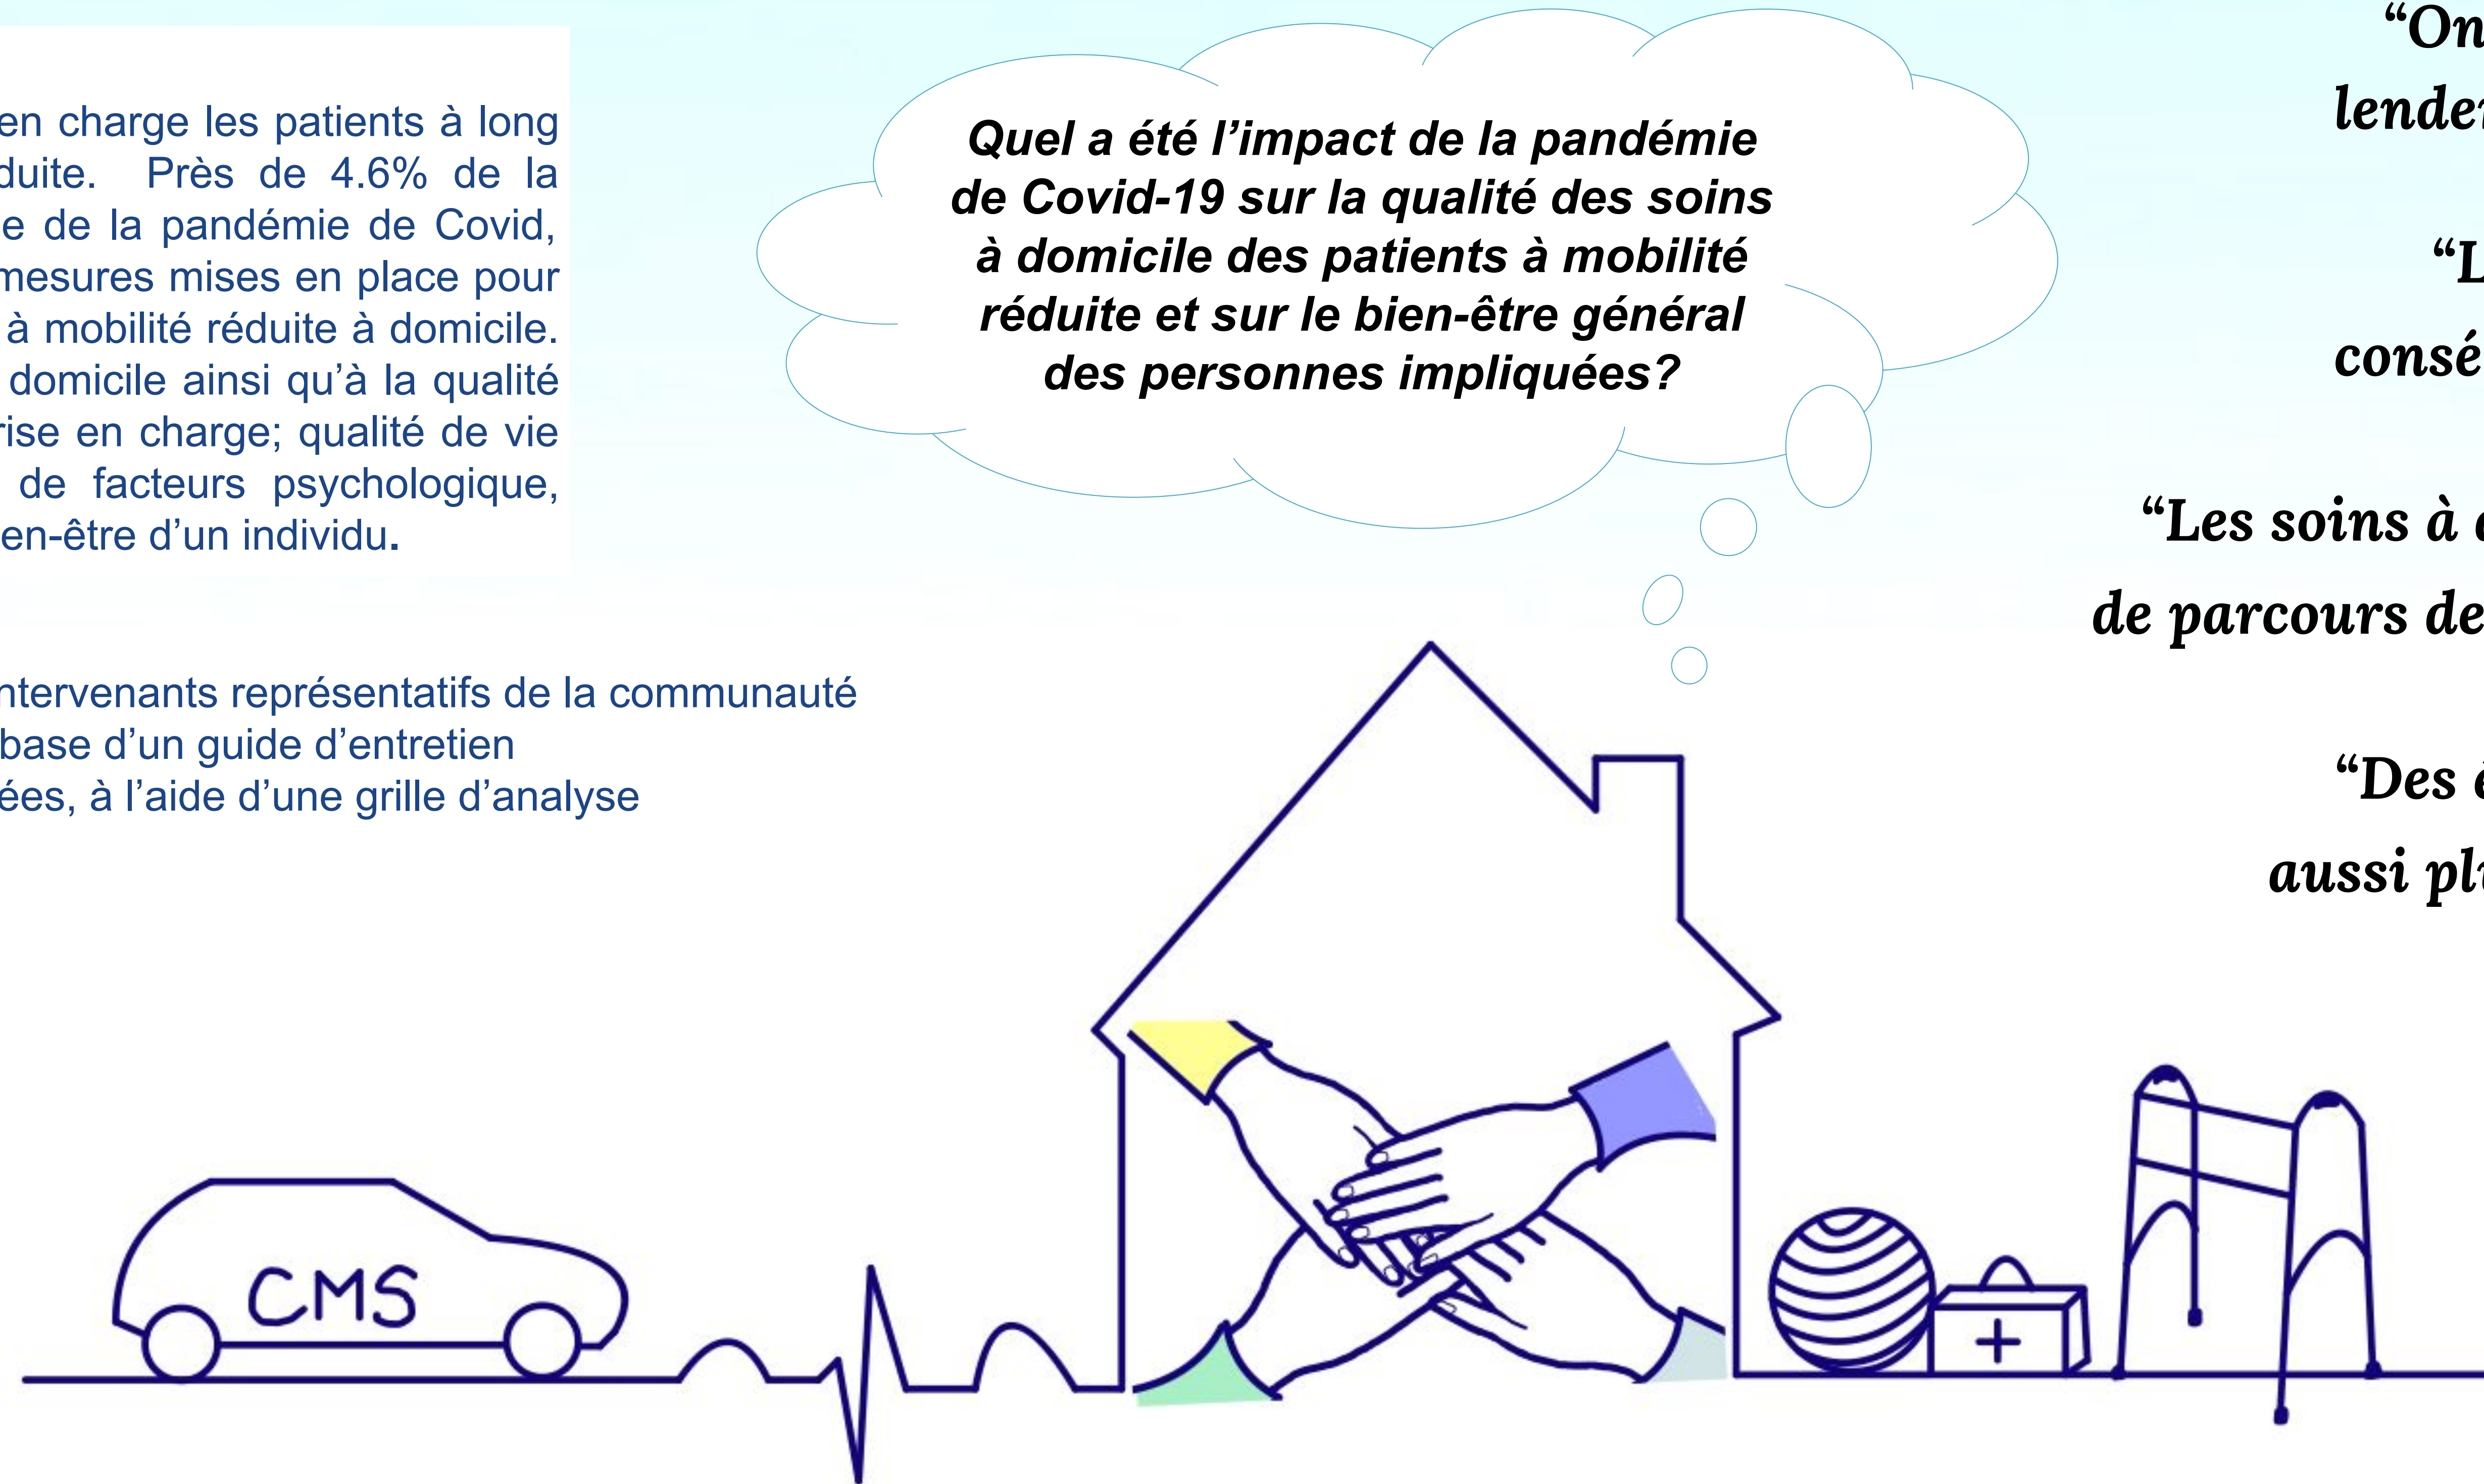 en charge les patients à long
duite. Près de 4.6% de la
e de la pandémie de Covid,
mesures mises en place pour
à mobilité réduite à domicile.
domicile ainsi qu’à la qualité
rise en charge; qualité de vie
de facteurs psychologique,
en-être d’un individu.
ntervenants représentatifs de la communauté
base d’un guide d’entretien
ées, à l’aide d’une grille d’analyse
Quel a été l’impact de la pandémie
de Covid-19 sur la qualité des soins
à domicile des patients à mobilité
réduite et sur le bien-être général
des personnes impliquées?
“On
lender
“L
consé
“Les soins à d
de parcours de
“Des é
aussi plu
CMS